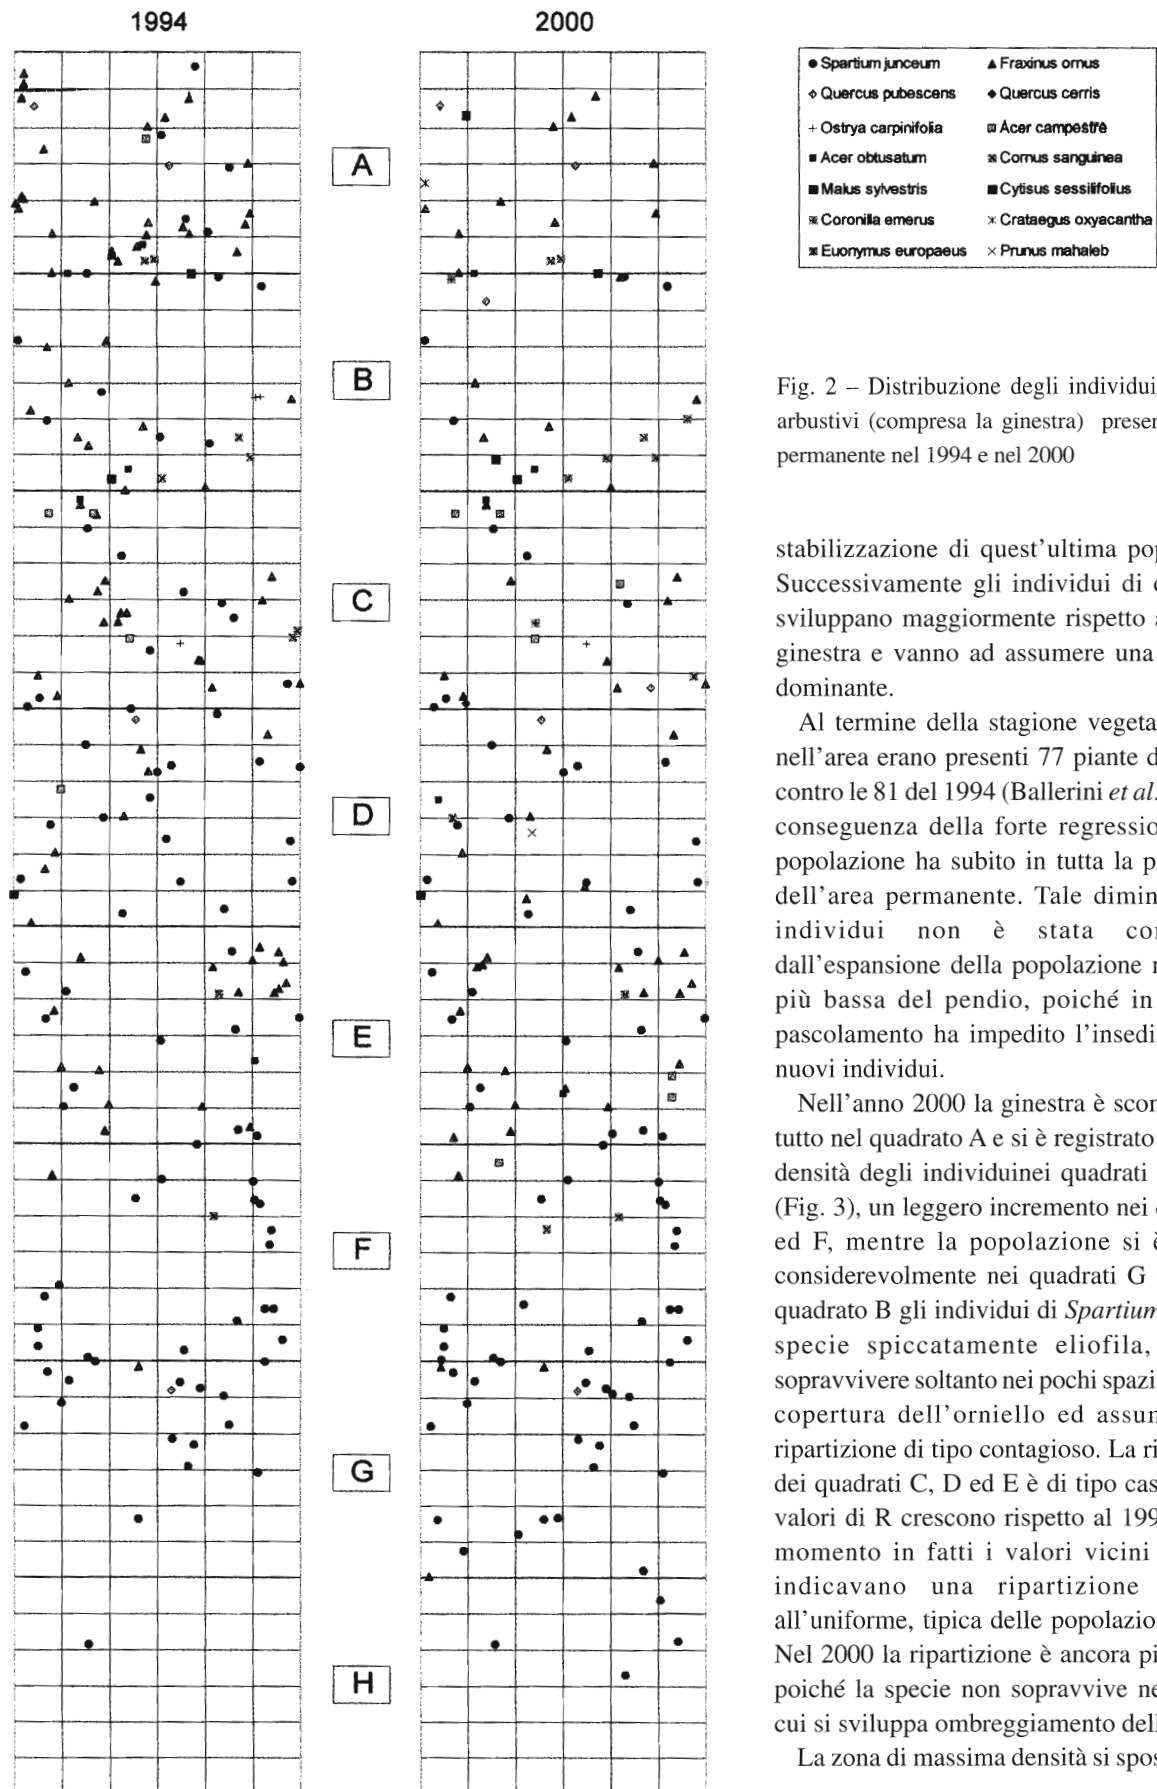 1994
2000
A
B
C
D
E
F
G
H
Spartium junceum
Fraxinus ornus
Quercus pubescens
Quercus cerris
Ostrya carpinifolia
Acer campestre
Acer obtusatum
Cornus sanguinea
Malus sylvestris
Cytisus sessilifolius
Coronilla emerus
Crataegus oxyacantha
Euonymus europaeus
Prunus mahaleb
Fig. 2 – Distribuzione degli individui
arbustivi (compresa la ginestra) presen
permanente nel 1994 e nel 2000
stabilizzazione di quest'ultima pop
Successivamente gli individui di
sviluppano maggiormente rispetto a
ginestra e vanno ad assumere una
dominante.
Al termine della stagione vegeta
nell'area erano presenti 77 piante d
contro le 81 del 1994 (Ballerini et al.
conseguenza della forte regressio
popolazione ha subito in tutta la p
dell'area permanente. Tale dimin
individui non è stata con
dall'espansione della popolazione
più bassa del pendio, poiché in
pascolamento ha impedito l'insedia
nuovi individui.
Nell'anno 2000 la ginestra è scon
tutto nel quadrato A e si è registrato
densità degli individuinei quadrati
(Fig. 3), un leggero incremento nei
ed F, mentre la popolazione si è
considerevolmente nei quadrati G
quadrato B gli individui di Spartium
specie spiccatamente eliofila,
sopravvivere soltanto nei pochi spazi
copertura dell'orniello ed assun
ripartizione di tipo contagioso. La ri
dei quadrati C, D ed E è di tipo cas
valori di R crescono rispetto al 199
momento in fatti i valori vicini
indicavano una ripartizione
all'uniforme, tipica delle popolazio
Nel 2000 la ripartizione è ancora pi
poiché la specie non sopravvive ne
cui si sviluppa ombreggiamento dell
La zona di massima densità si spos